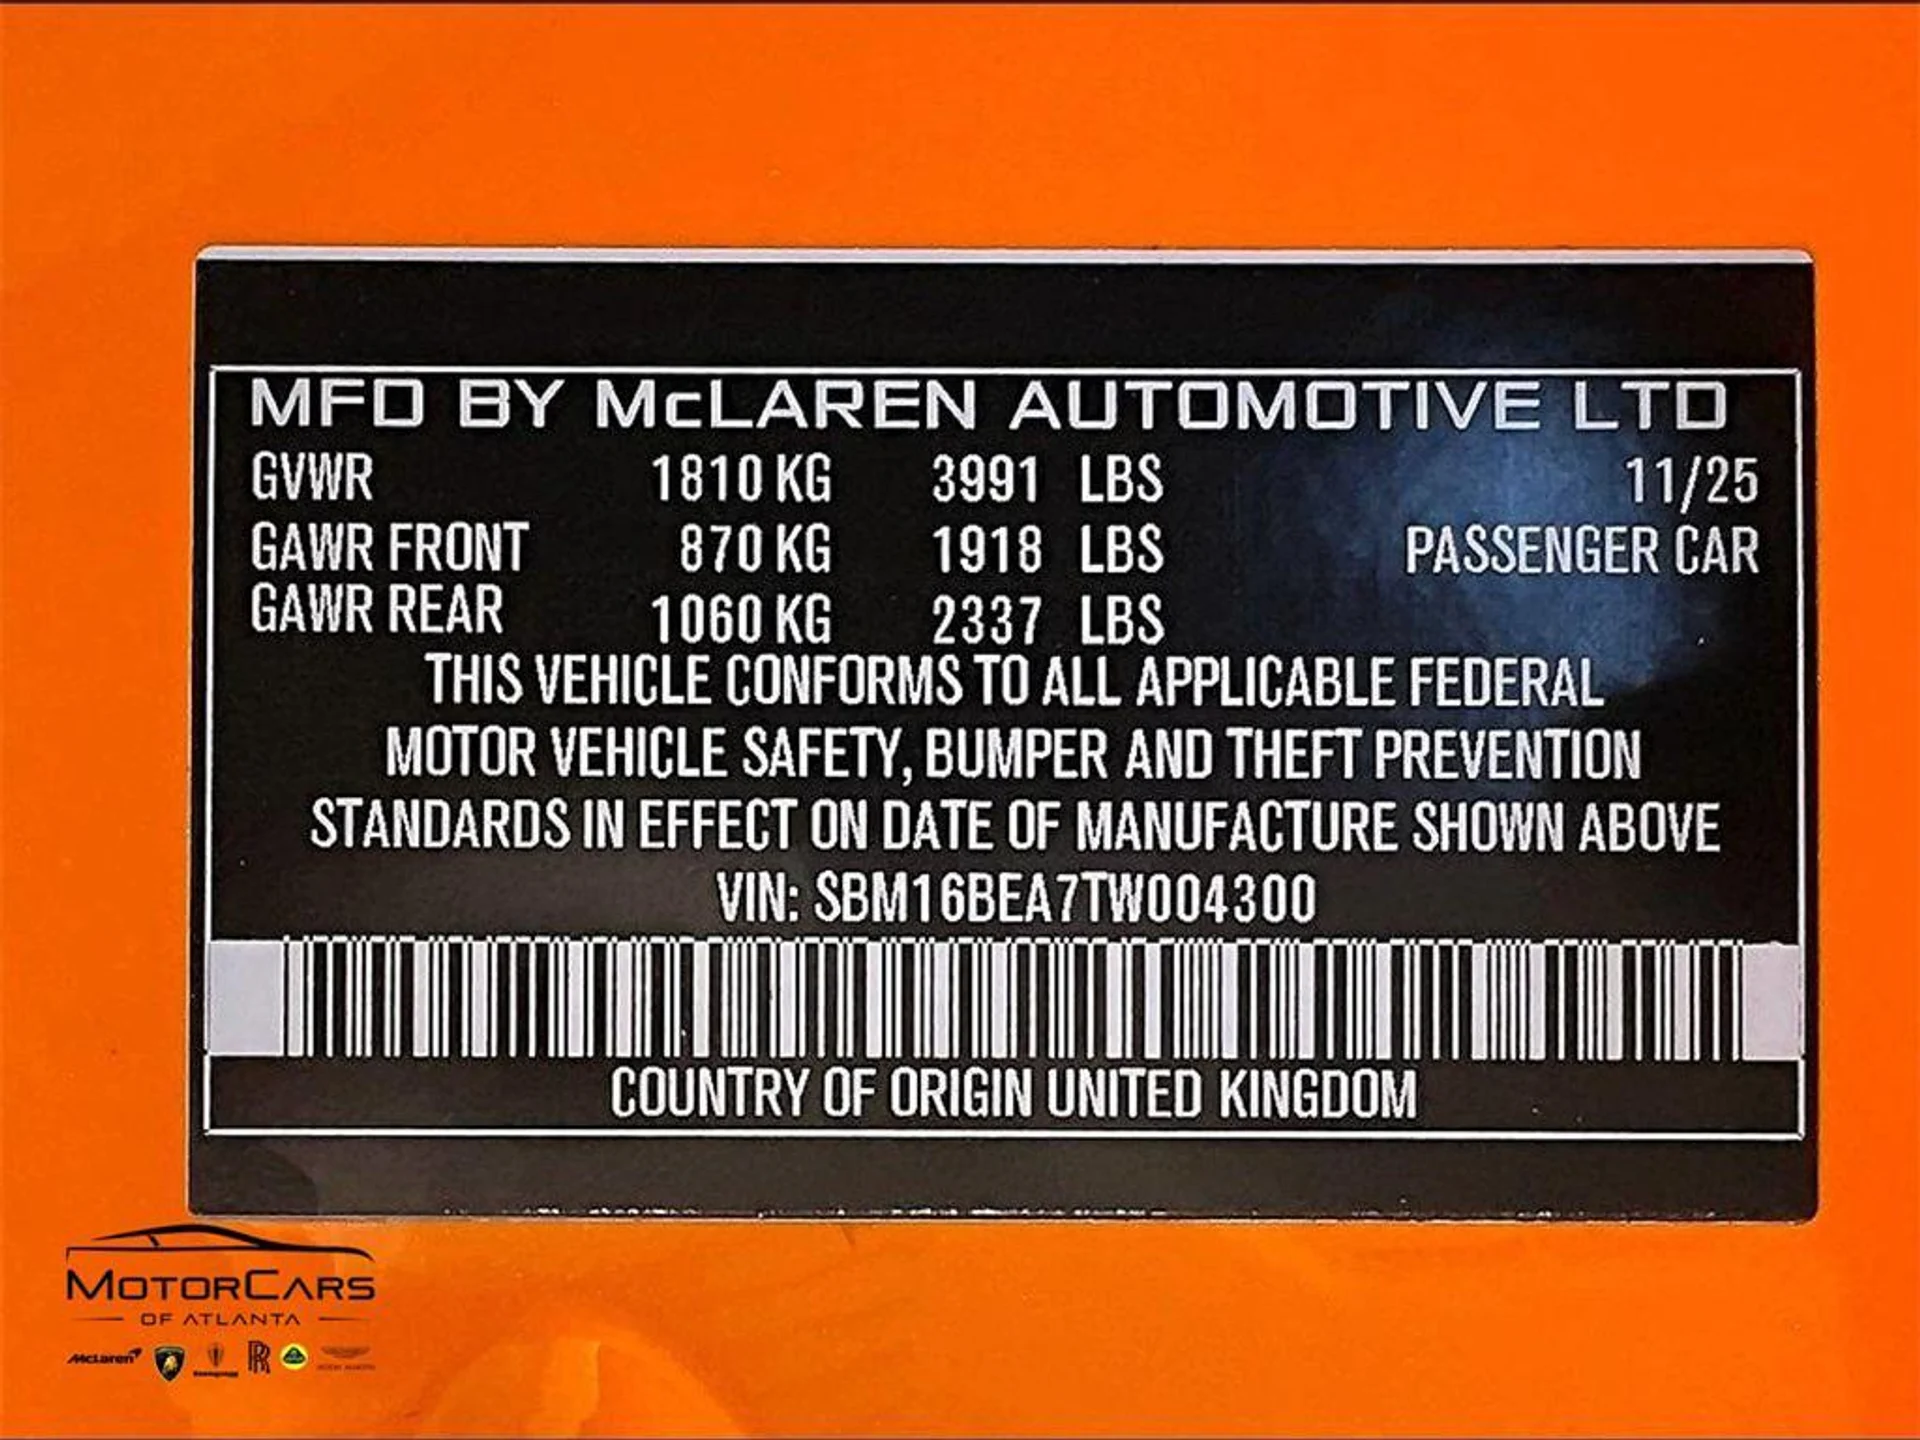 MFD BY McLAREN AUTOMOTIVE LTD
GVWR 1810 KG 3991 LBS 11/25
GAWR FRONT 870 KG 1918 LBS PASSENGER CAR
GAWR REAR 1060 KG 2337 LBS
THIS VEHICLE CONFORMS TO ALL APPLICABLE FEDERAL
MOTOR VEHICLE SAFETY, BUMPER AND THEFT PREVENTION
STANDARDS IN EFFECT ON DATE OF MANUFACTURE SHOWN ABOVE
VIN: SBM16BEA7TW004300
COUNTRY OF ORIGIN UNITED KINGDOM
MOTORCARS
OF ATLANTA
McLaren